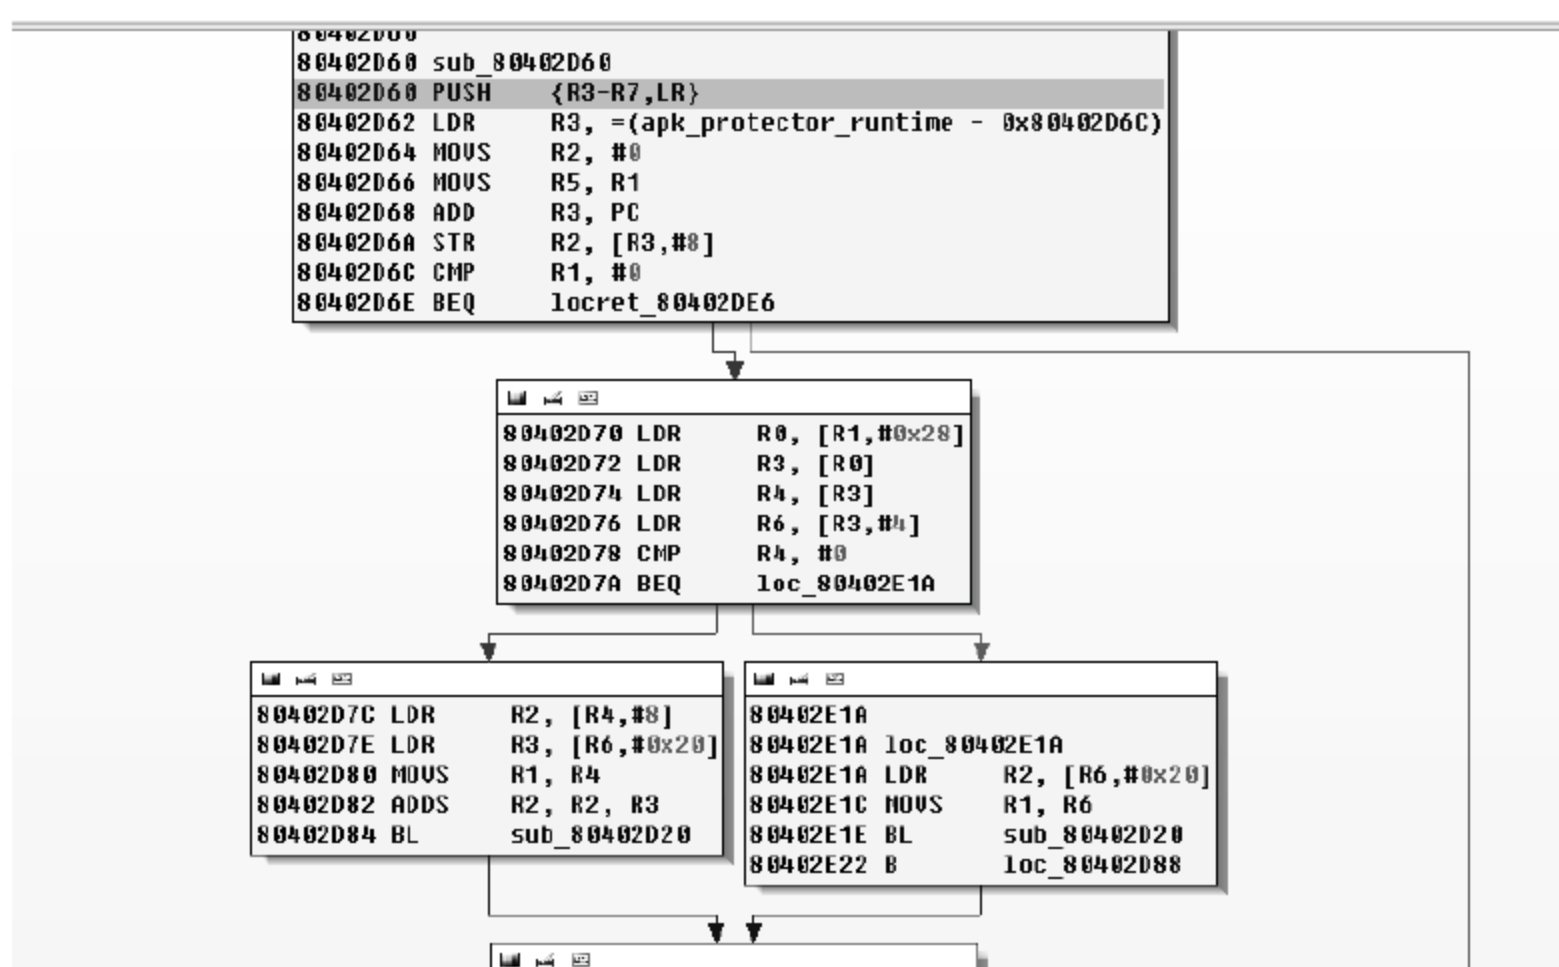 80402D60
80402D60 sub_80402D60
80402D60 PUSH {R3-R7,LR}
80402D62 LDR R3, =(apk_protector_runtime - 0x80402D6C)
80402D64 MOVS R2, #0
80402D66 MOVS R5, R1
80402D68 ADD R3, PC
80402D6A STR R2, [R3,#8]
80402D6C CMP R1, #0
80402D6E BEQ locret_80402DE6
80402D70 LDR R0, [R1,#0x28]
80402D72 LDR R3, [R0]
80402D74 LDR R4, [R3]
80402D76 LDR R6, [R3,#4]
80402D78 CMP R4, #0
80402D7A BEQ loc_80402E1A
80402D7C LDR R2, [R4,#8]
80402D7E LDR R3, [R6,#0x20]
80402D80 MOVS R1, R4
80402D82 ADDS R2, R2, R3
80402D84 BL sub_80402D20
80402E1A
80402E1A loc_80402E1A
80402E1A LDR R2, [R6,#0x20]
80402E1C MOVS R1, R6
80402E1E BL sub_80402D20
80402E22 B loc_80402D88